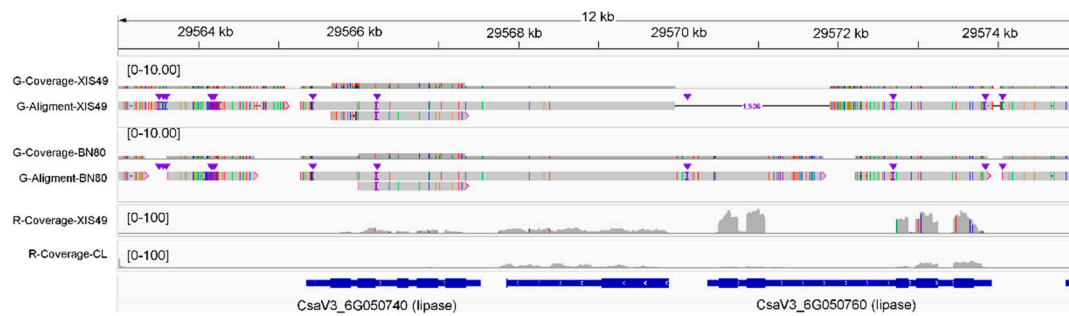 12 kb
29564 kb 29566 kb 29568 kb 29570 kb 29572 kb 29574 kb
[0-10.00]
G-Coverage-XIS49
G-Aligment-XIS49
1,936
[0-10.00]
G-Coverage-BN80
G-Aligment-BN80
R-Coverage-XIS49 [0-100]
R-Coverage-CL [0-100]
CsaV3_6G050740 (lipase) CsaV3_6G050760 (lipase)